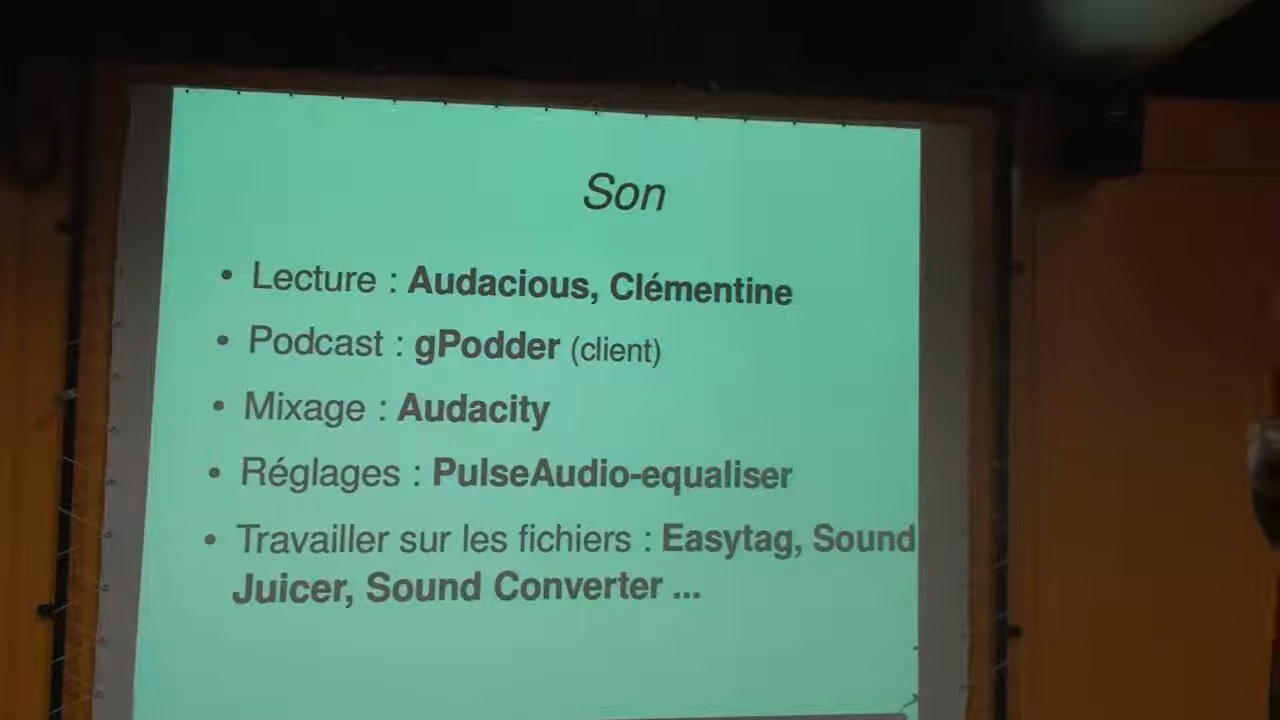 Son
• Lecture : Audacious, Clémentine
• Podcast : gPodder (client)
• Mixage : Audacity
• Réglages : PulseAudio-equaliser
• Travailler sur les fichiers : Easytag, Sound
Juicer, Sound Converter ...